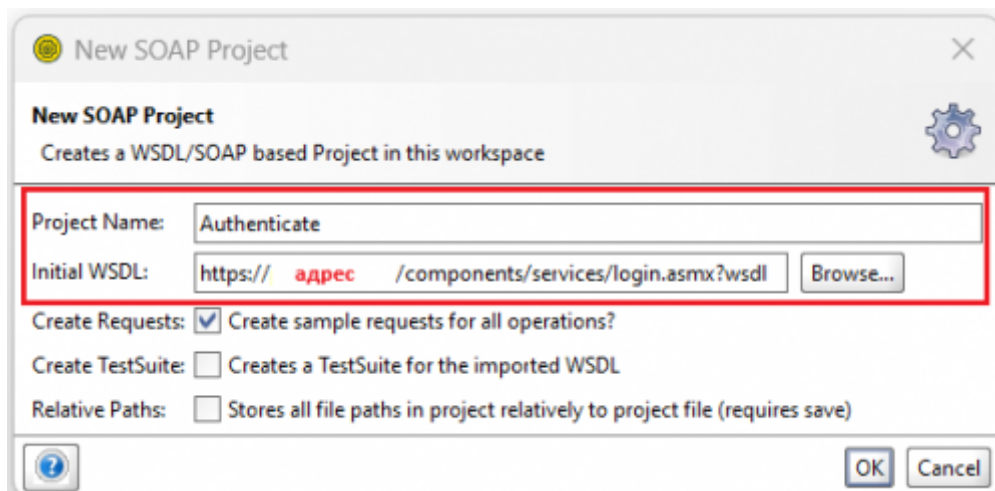 New SOAP Project
New SOAP Project
Creates a WSDL/SOAP based Project in this workspace
Project Name: Authenticate
Initial WSDL: https:// адрес /components/services/login.asmx?wsdl Browse...
Create Requests: Create sample requests for all operations?
Create TestSuite: Creates a TestSuite for the imported WSDL
Relative Paths: Stores all file paths in project relatively to project file (requires save)
? OK Cancel